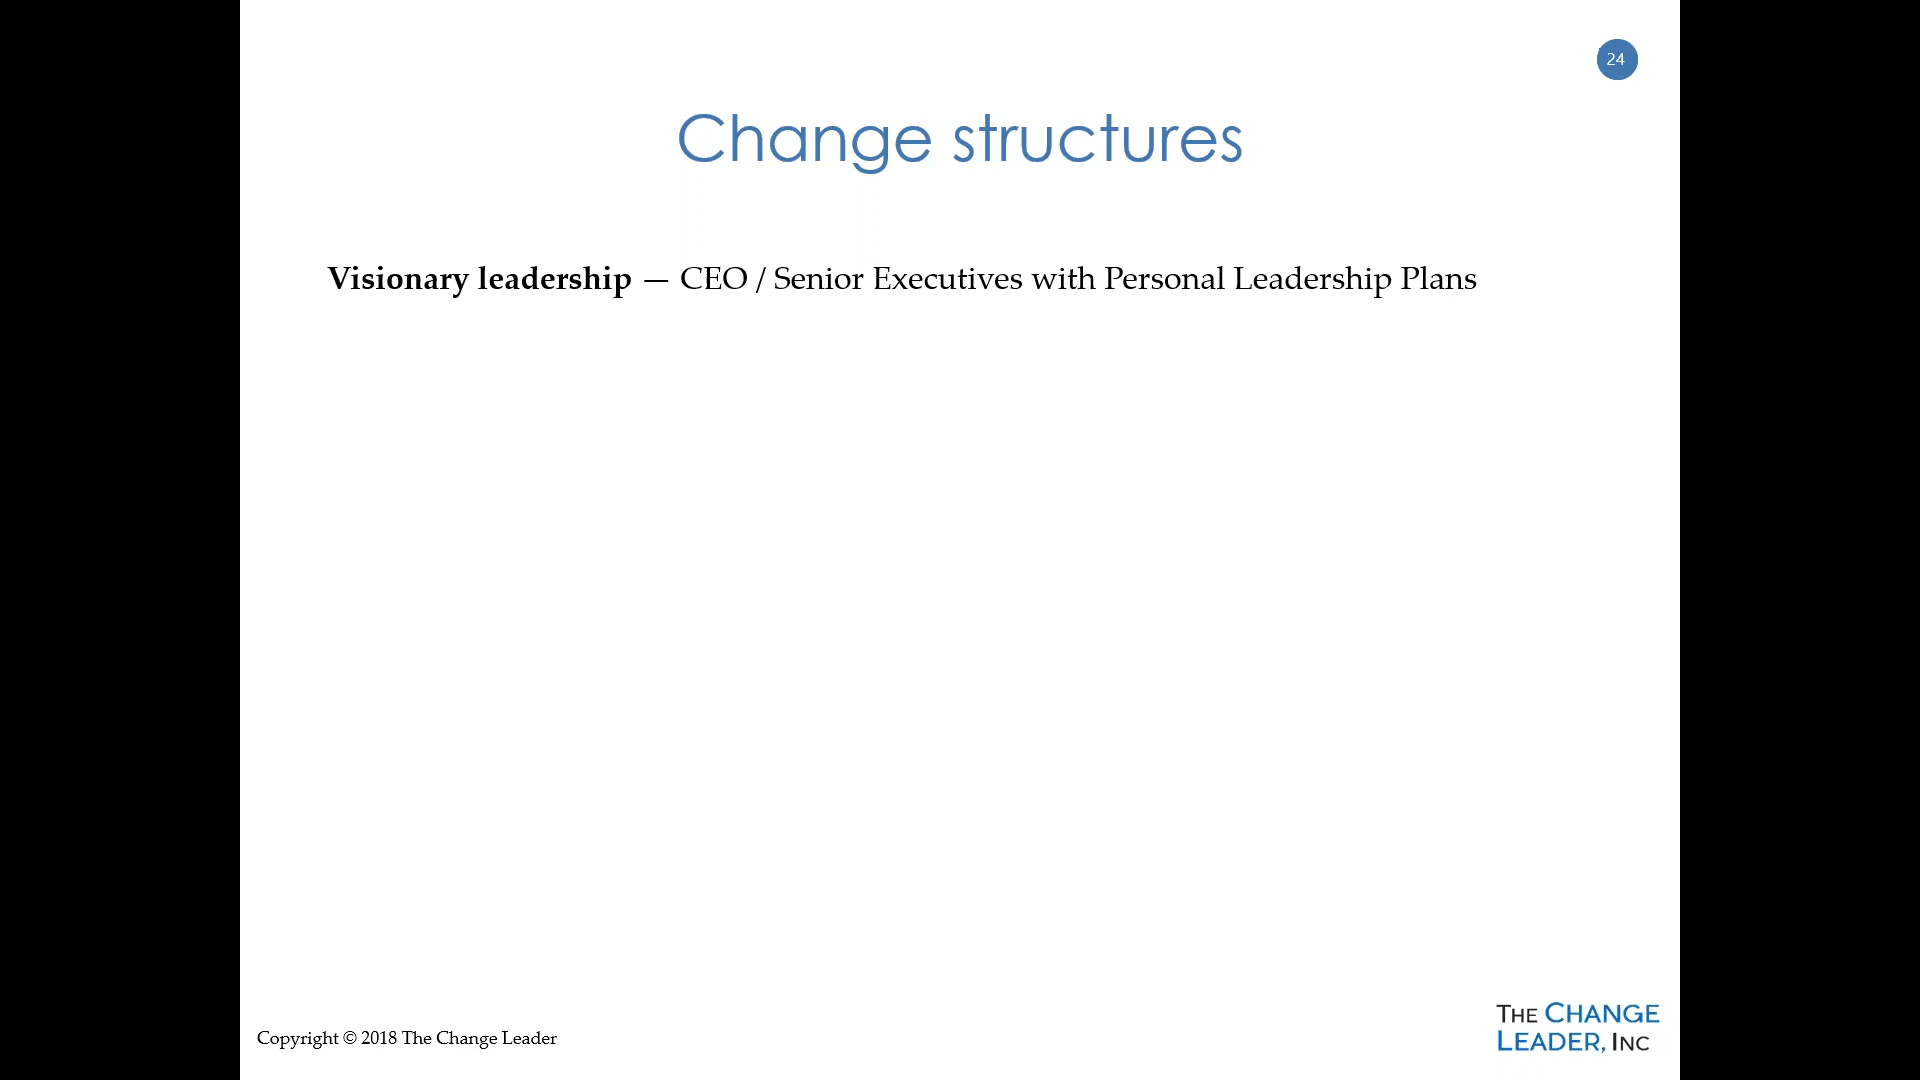 24
Change structures
Visionary leadership — CEO / Senior Executives with Personal Leadership Plans
Copyright © 2018 The Change Leader
THE CHANGE
LEADER, INC